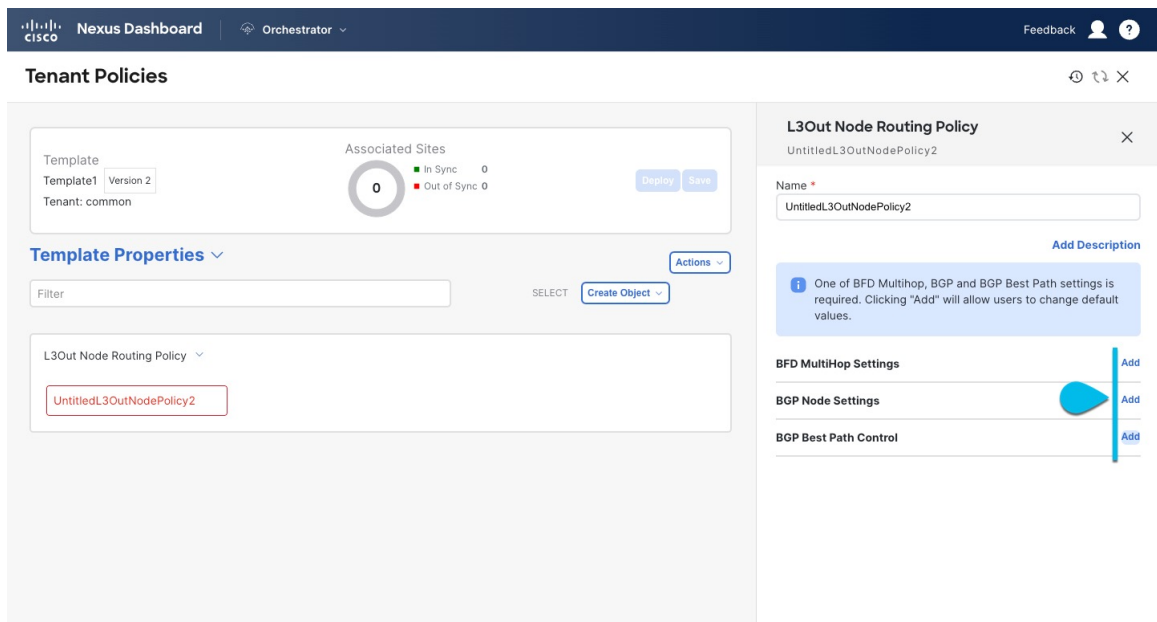 CISCO
Nexus Dashboard
Orchestrator
Feedback
?
Tenant Policies
Template
Template1 Version 2
Tenant: common
Associated Sites
0
In Sync 0
Out of Sync 0
Deploy Save
Template Properties
Actions
Filter
SELECT Create Object
L3Out Node Routing Policy
UntitledL3OutNodePolicy2
L3Out Node Routing Policy
UntitledL3OutNodePolicy2
Name *
UntitledL3OutNodePolicy2
Add Description
i
One of BFD Multihop, BGP and BGP Best Path settings is
required. Clicking "Add" will allow users to change default
values.
BFD MultiHop Settings Add
BGP Node Settings Add
BGP Best Path Control Add